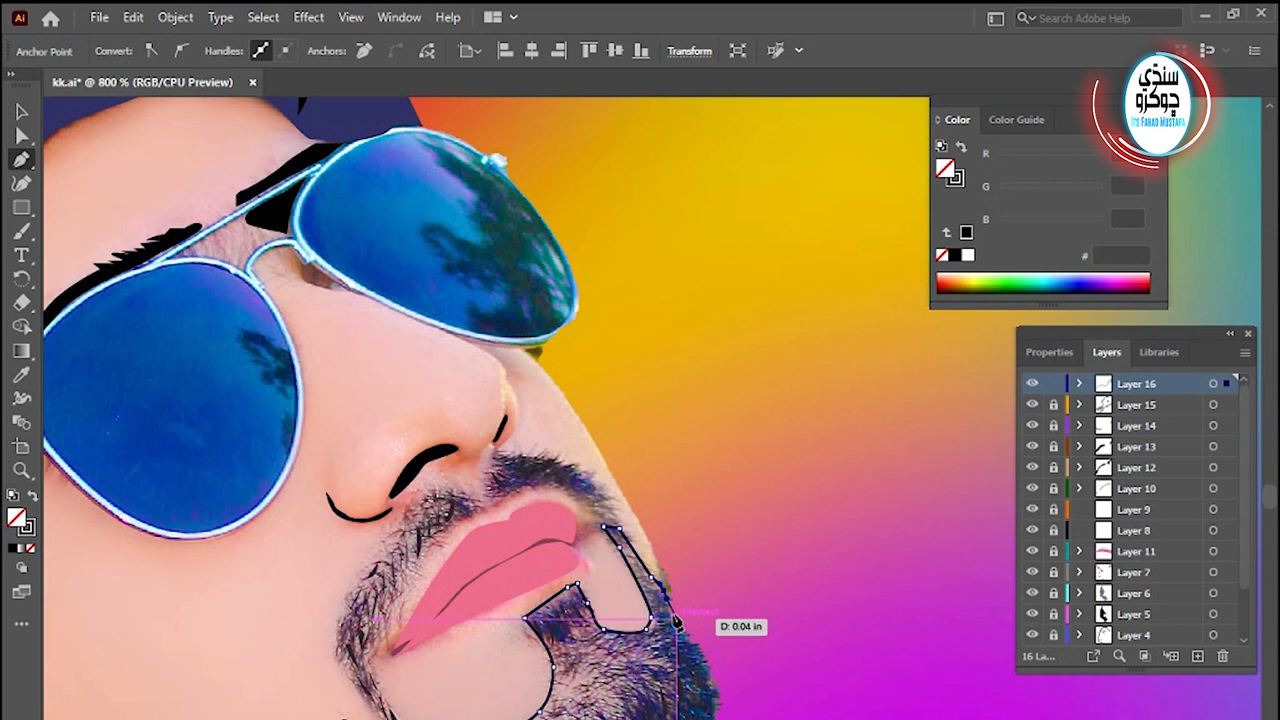 Ai File Edit Object Type Select Effect View Window Help Search Adobe Help
Anchor Point Convert: Handles: Anchors: Transform
kk.ai* @ 800 % (RGB/CPU Preview) ×
سنڌي
ڇوڪرو
ITS FAHAD MUSTAFA
Color Color Guide
R
G
B
#
Properties Layers Libraries
Layer 16
Layer 15
Layer 14
Layer 13
Layer 12
Layer 10
Layer 9
Layer 8
Layer 11
Layer 7
Layer 6
Layer 5
Layer 4
16 La...
intersect
D: 0.04 in